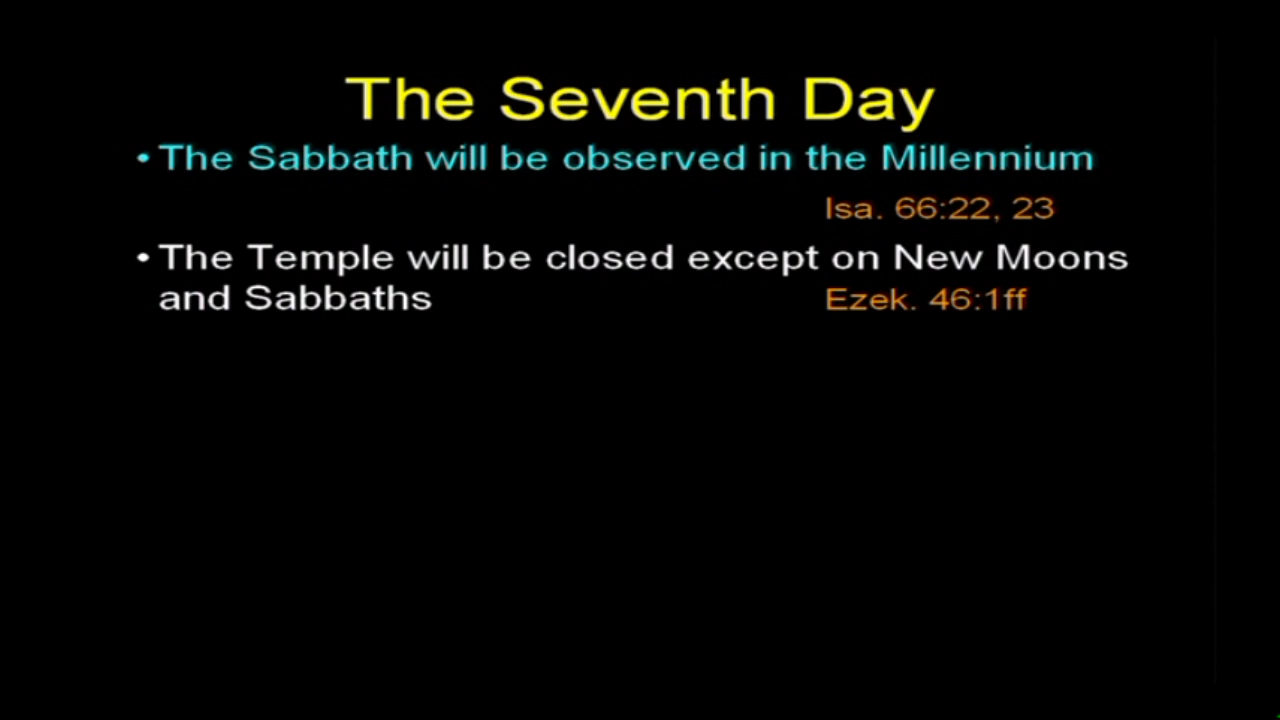 The Seventh Day
• The Sabbath will be observed in the Millennium
Isa. 66:22, 23
• The Temple will be closed except on New Moons
and Sabbaths Ezek. 46:1ff